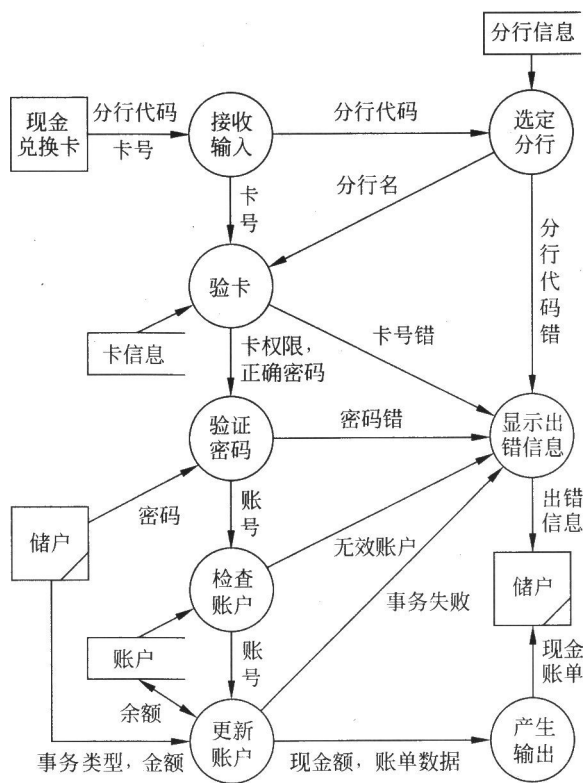 分行信息
现金
兑换卡
分行代码
卡号
接收
输入
分行代码
选定
分行
卡
号
分行名
分
行
代
码
错
验卡
卡信息
卡权限，
正确密码
卡号错
验证
密码
密码错
显示出
错信息
储户
密码
账
号
无效账户
出错
信息
检查
账户
事务失败
储户
账户
账
号
现金
账单
余额
更新
账户
产生
输出
事务类型，金额
现金额，账单数据